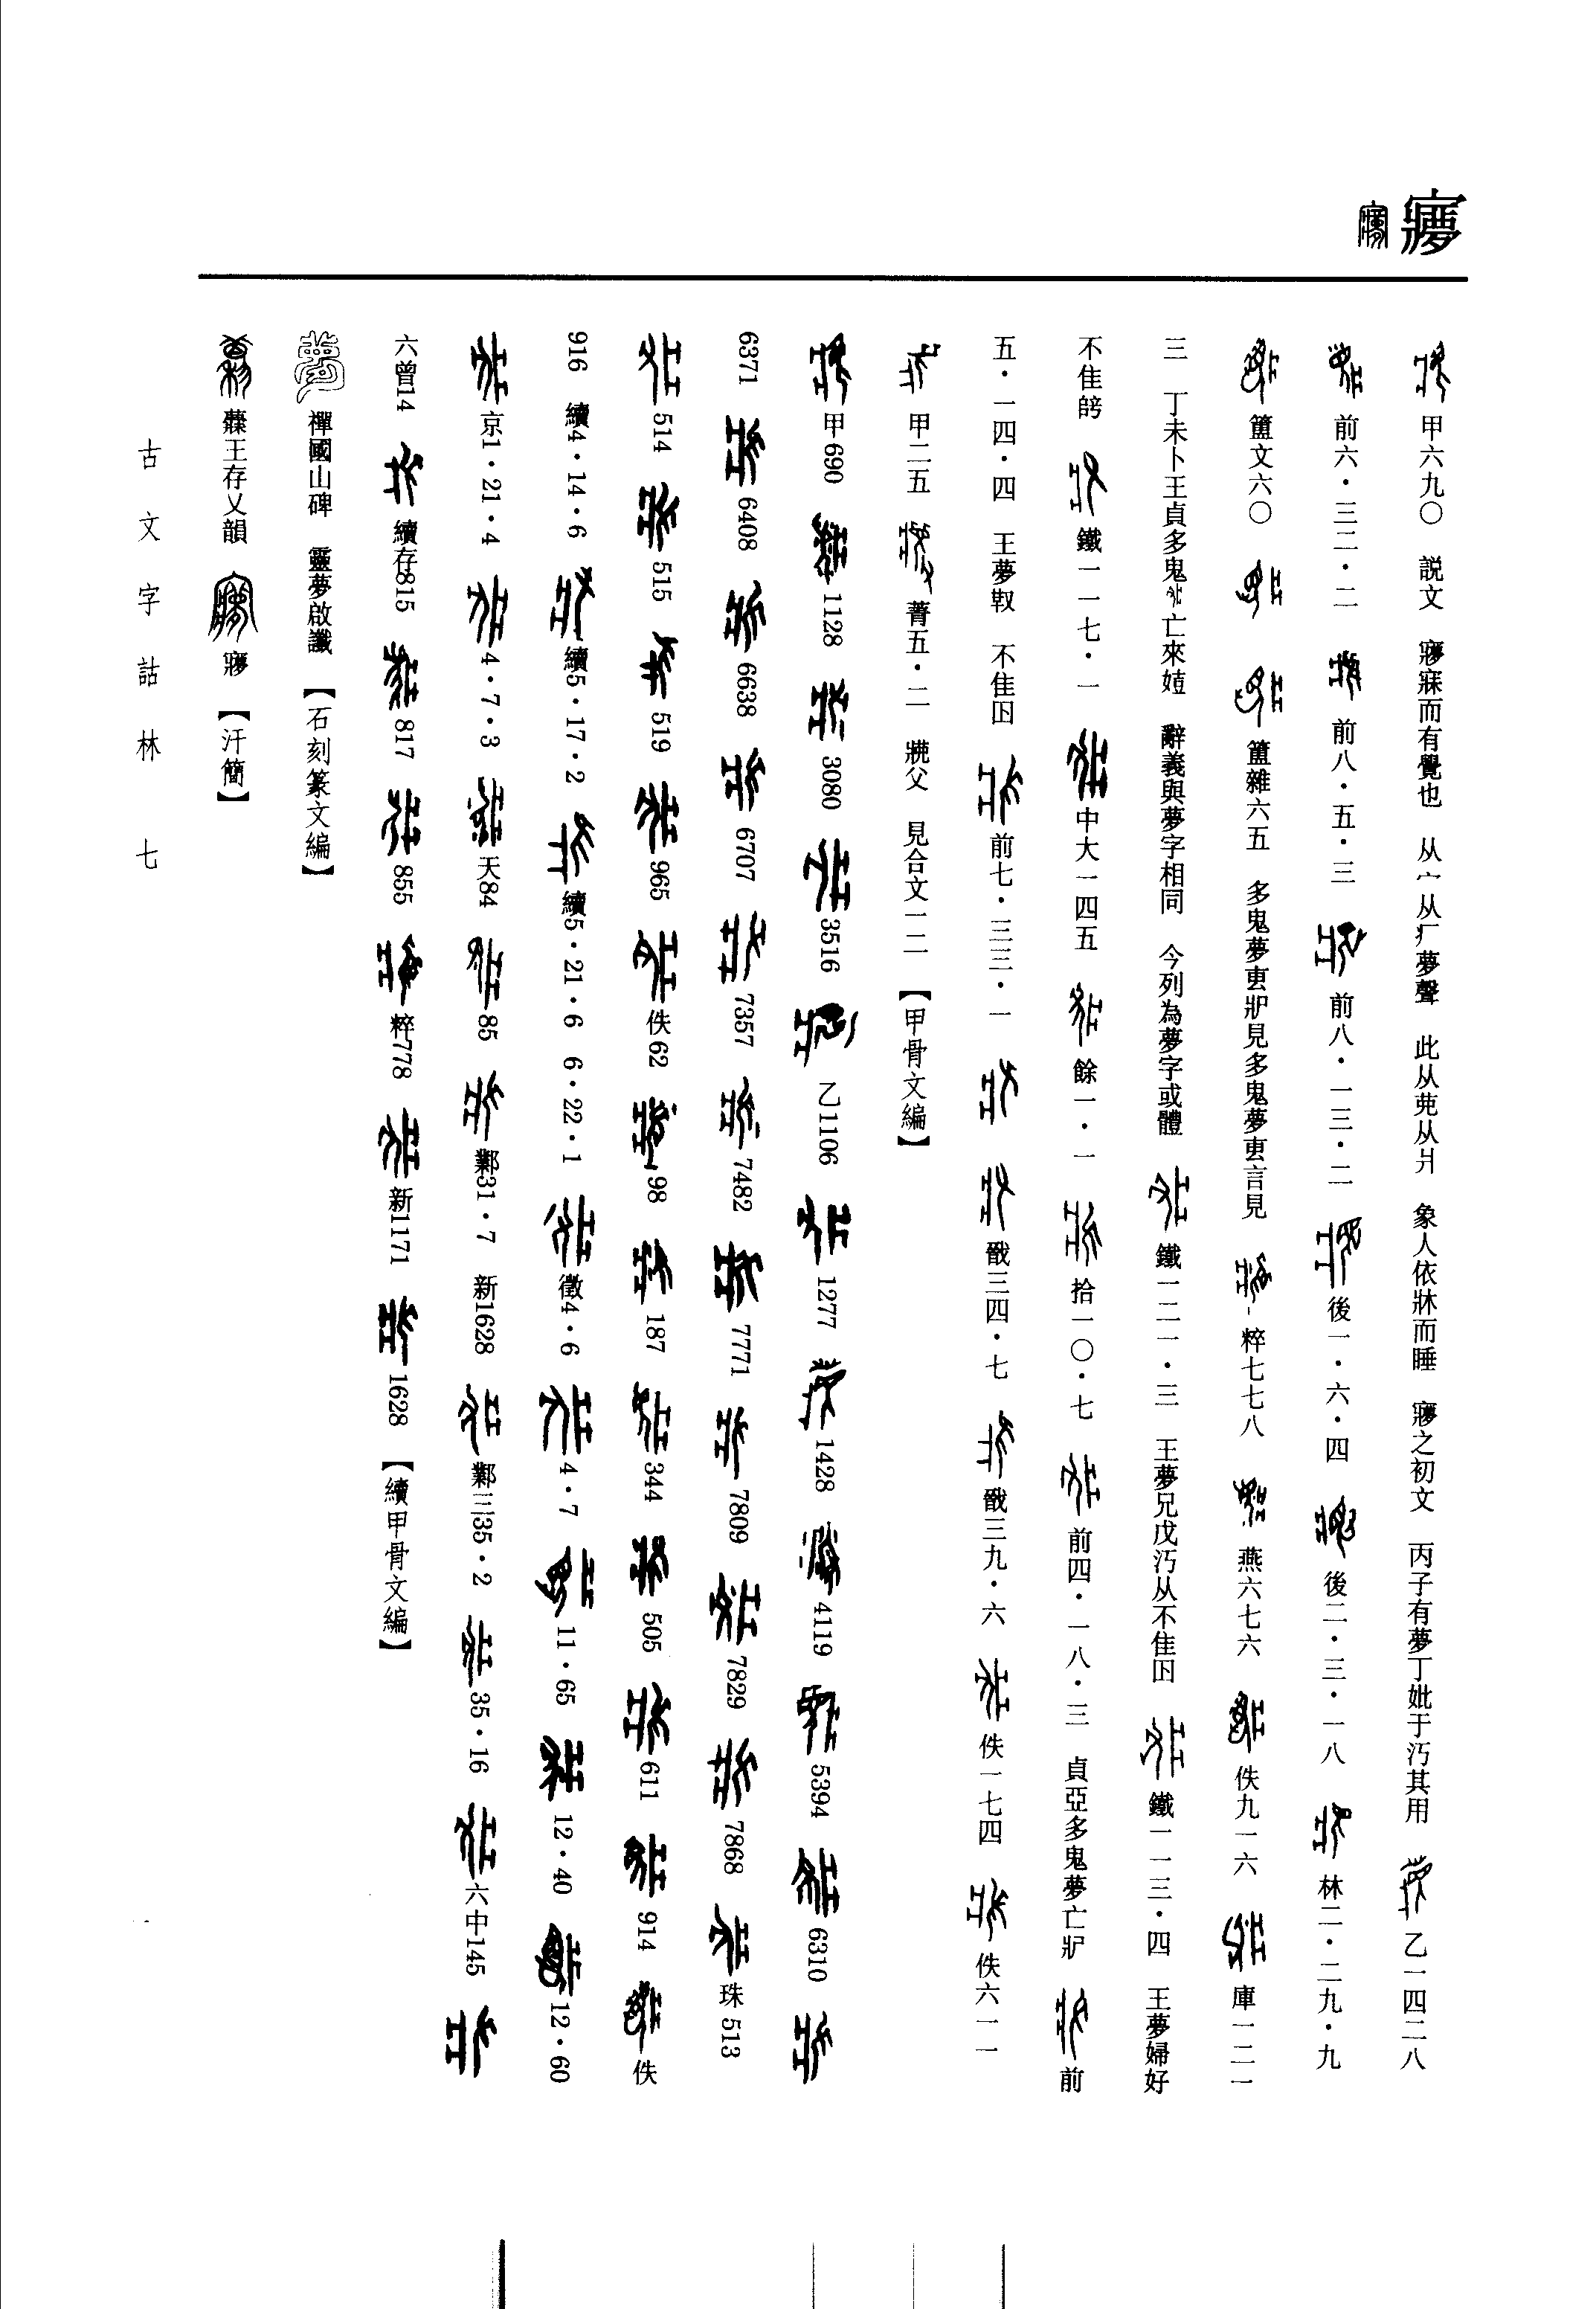 㝱
甲六九〇　説文　㝱寐而有覺也　从宀从疒夢聲　此从𦫳从爿　象人依牀而睡　㝱之初文　丙子有夢丁妣于汅其用　乙一四二八
前六·三二·二　前八·五·三　前八·一三·二　後一·六·四　後二·三·一八　林二·二九·九
簠文六〇　簠雜六五　多鬼夢叀見多鬼夢叀言見　粹七七八　燕六七六　佚九一六　庫一二一
三　丁未卜王貞多鬼亡來　辭義與夢字相同　今列為夢字或體　鐵一二一·三　王夢兄戊汅从不隹　鐵一一三·四　王夢婦好
不隹　鐵一一七·一　中大一四五　餘一·一　拾一〇·七　前四·一八·三　貞亞多鬼夢亡　前
五·一四·四　王夢　不隹　前七·三三·一　戩三四·七　戩三九·六　佚一七四　佚六一一
甲二五　菁五·二　父　見合文一二　【甲骨文編】
甲690　1128　3080　3516　乙1106　1277　1428　4119　5394　6310
6371　6408　6638　6707　7357　7482　7771　7809　7829　7868　珠513
514　515　519　965　佚62　98　187　344　505　611　914　佚
916　續4·14·6　續5·17·2　續5·21·6　6·22·1　徵4·6　4·7　11·65　12·40　12·60
京1·21·4　4·7·3　天84　85　鄴31·7　新1628　鄴三35·2　35·16　六中145
六曾14　續存815　817　855　粹778　新1171　1628　【續甲骨文編】
禪國山碑　靈夢啟讖　【石刻篆文編】
王存乂韻　㝱　【汗簡】
古文字詁林　七